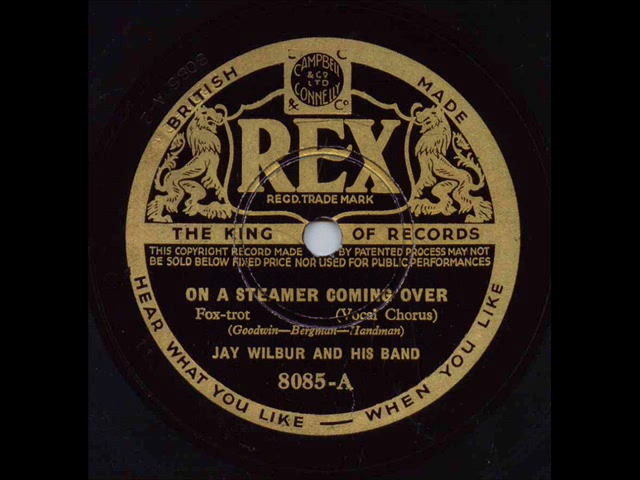 CAMPBELL
& Co
LTD
CONNELLY
& Co
BRITISH MADE
REX
REGD. TRADE MARK
THE KING OF RECORDS
THIS COPYRIGHT RECORD MADE BY PATENTED PROCESS MAY NOT
BE SOLD BELOW FIXED PRICE NOR USED FOR PUBLIC PERFORMANCES
ON A STEAMER COMING OVER
Fox-trot (Vocal Chorus)
(Goodwin—Bergman—Handman)
JAY WILBUR AND HIS BAND
8085-A
HEAR WHAT YOU LIKE — WHEN YOU LIKE